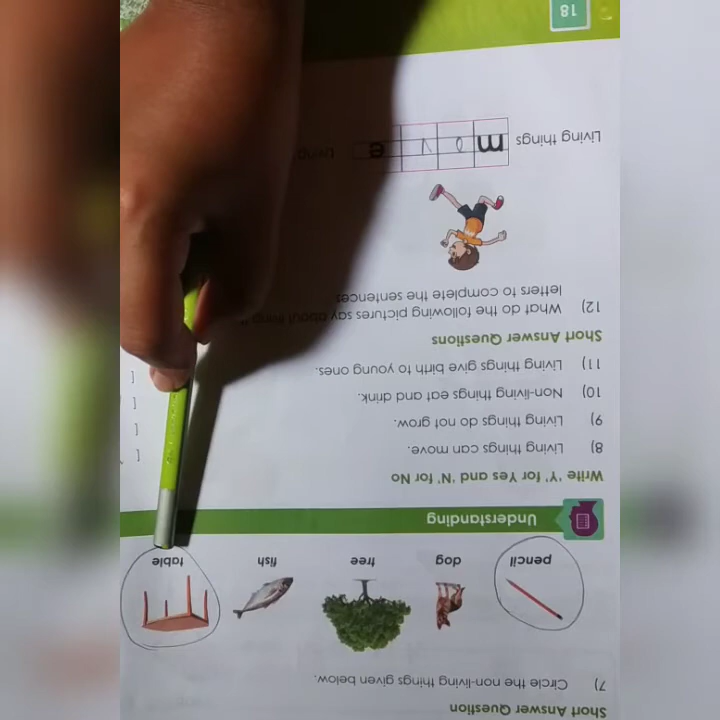 Short Answer Question
7) Circle the non-living things given below.
pencil dog tree fish table
Understanding
Write 'Y' for Yes and 'N' for No
8) Living things can move. [
9) Living things do not grow. [
10) Non-living things eat and drink. [
11) Living things give birth to young ones. [
Short Answer Questions
12) What do the following pictures say about living
letters to complete the sentences
Living things m o v e Living
18